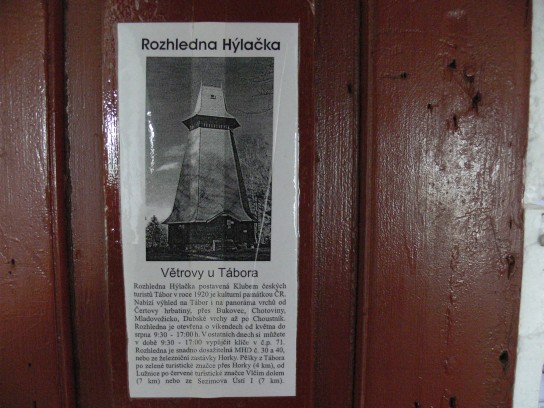 Rozhledna Hýlačka
Větrovy u Tábora
Rozhledna Hýlačka postavená Klubem českých
turistů Tábor v roce 1920 je kulturní památkou ČR.
Nabízí výhled na Tábor i na panoráma vrchů od
Čertovy hrbatiny, přes Ďukovec, Chotoviny,
Mladovožicko, Dubské vrchy až po Choustník.
Rozhledna je otevřena o víkendech od května do
srpna 9:30 - 17:00 h. V ostatních dnech si můžete
v době 9:30 - 17:00 vypůjčit klíč v č.p. 71.
Rozhledna je snadno dosažitelná MHD č. 30 a 40,
nebo ze železniční zastávky Horky. Pěšky z Tábora
po zelené turistické značce přes Horky (4 km), od
Lužnice po červené turistické značce Vlčím dolem
(7 km) nebo ze Sezimova Ústí I (7 km).